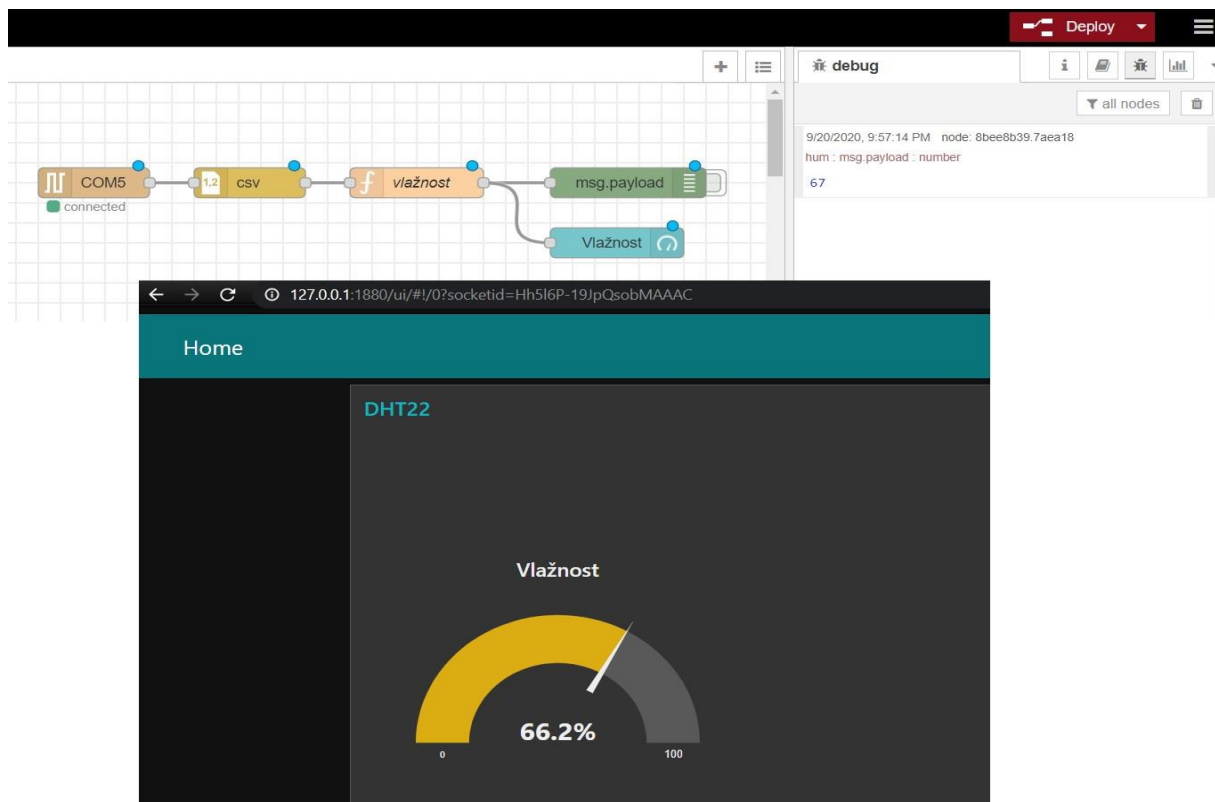 Deploy
debug
i
all nodes
9/20/2020, 9:57:14 PM node: 8bee8b39.7aea18
hum : msg.payload : number
67
COM5
connected
1,2 csv
f vlažnost
msg.payload
Vlažnost
127.0.0.1:1880/ui/#!/0?socketid=Hh5l6P-19JpQsobMAAAC
Home
DHT22
Vlažnost
66.2%
0
100